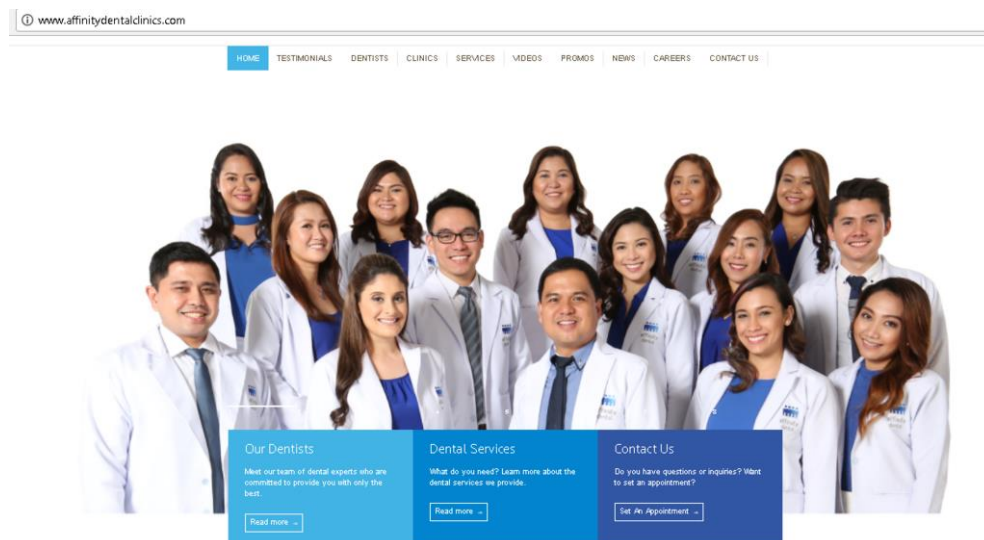 www.affinitydentalclinics.com
HOME TESTIMONIALS DENTISTS CLINICS SERVICES VIDEOS PROMOS NEWS CAREERS CONTACT US
Our Dentists
Meet our team of dental experts who are
committed to provide you with only the
best.
Read more →
Dental Services
What do you need? Learn more about the
dental services we provide.
Read more →
Contact Us
Do you have questions or inquiries? Want
to set an appointment?
Set An Appointment →